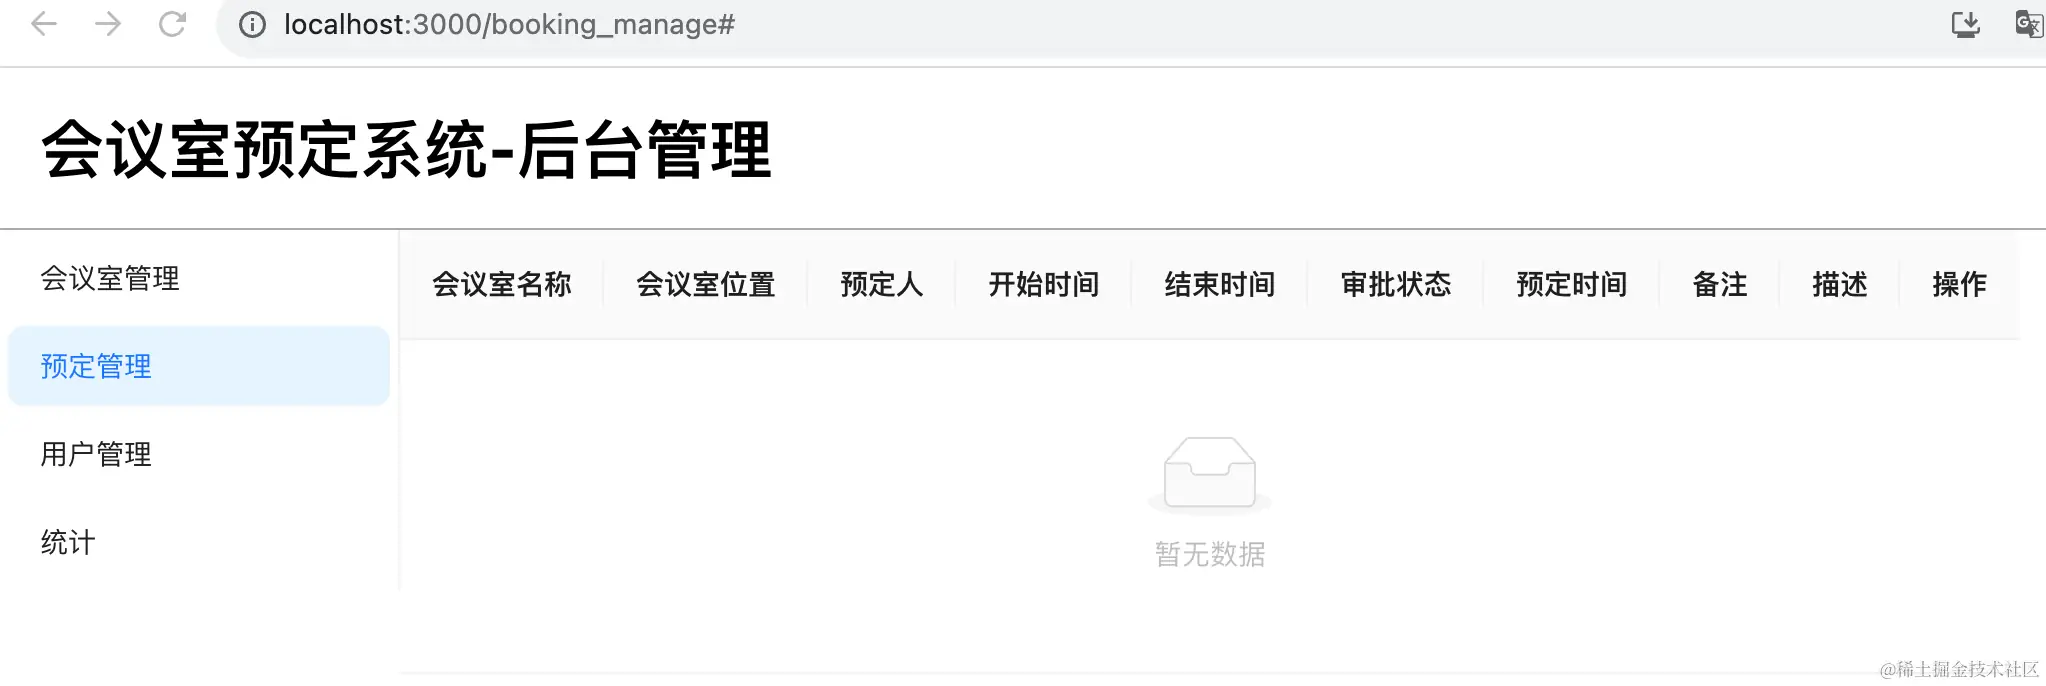 localhost:3000/booking_manage#
会议室预定系统-后台管理
会议室管理
预定管理
用户管理
统计
会议室名称 会议室位置 预定人 开始时间 结束时间 审批状态 预定时间 备注 描述 操作
暂无数据
@稀土掘金技术社区